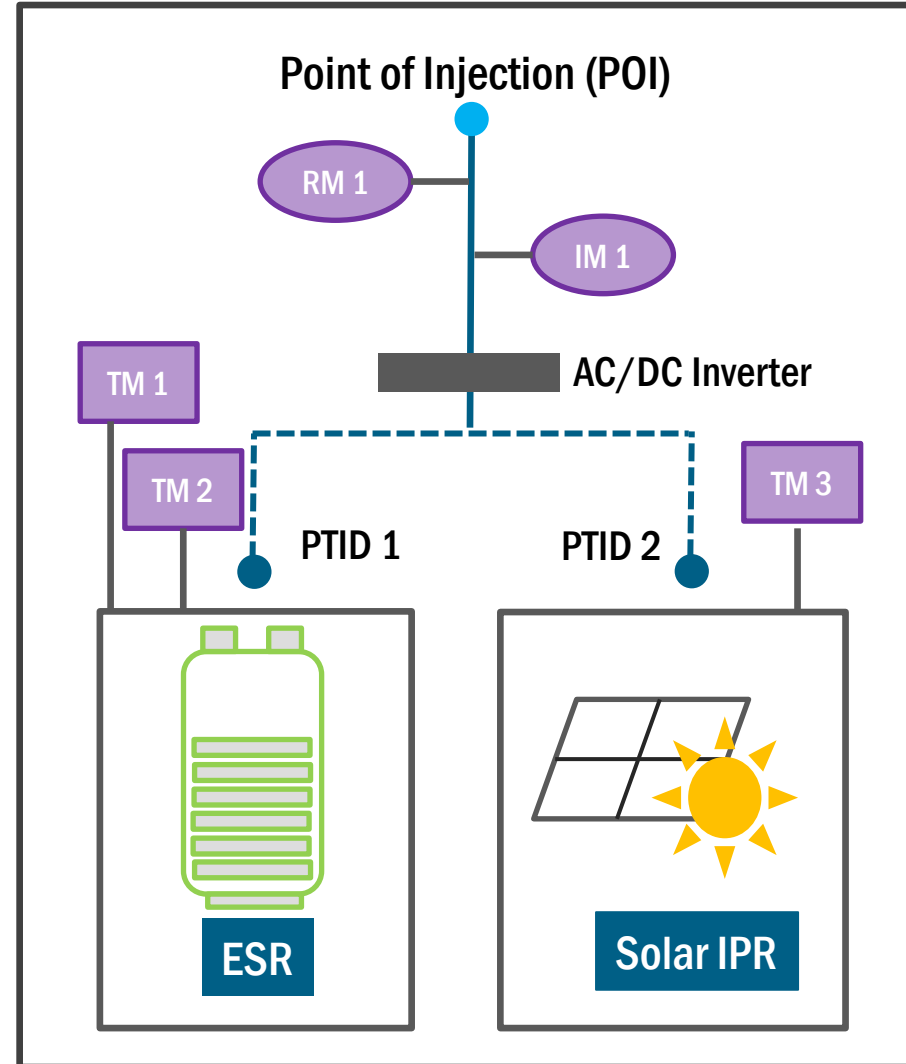 Point of Injection (POI)
RM 1
IM 1
AC/DC Inverter
TM 1
TM 2
TM 3
PTID 1
PTID 2
ESR
Solar IPR